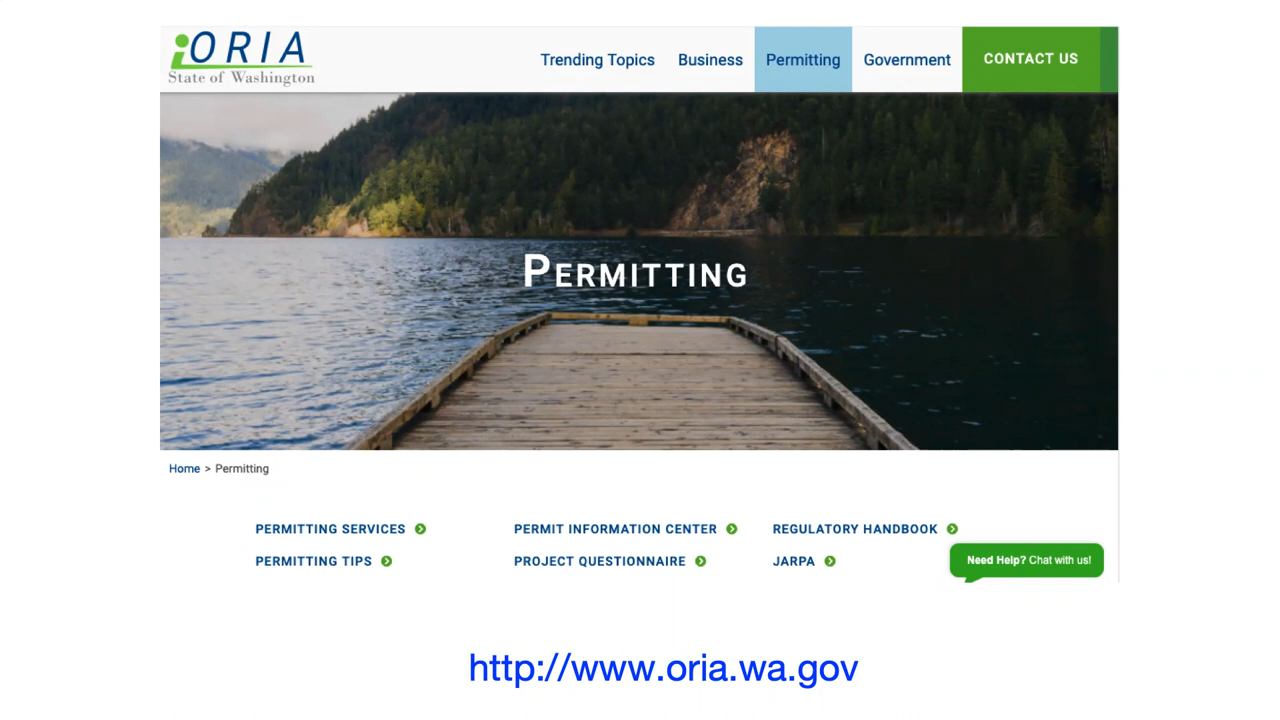 iORIA
State of Washington
Trending Topics Business Permitting Government CONTACT US
PERMITTING
Home > Permitting
PERMITTING SERVICES PERMIT INFORMATION CENTER REGULATORY HANDBOOK
PERMITTING TIPS PROJECT QUESTIONNAIRE JARPA
Need Help? Chat with us!
http://www.oria.wa.gov